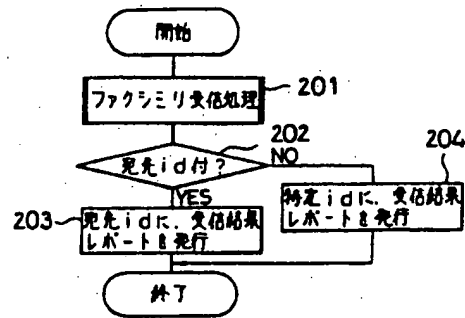 開始
ファクシミリ受信処理
201
202
宛先id付?
NO
204
YES
203
宛先idに、受信結果
レポートを発行
特定idに、受信結果
レポートを発行
終了